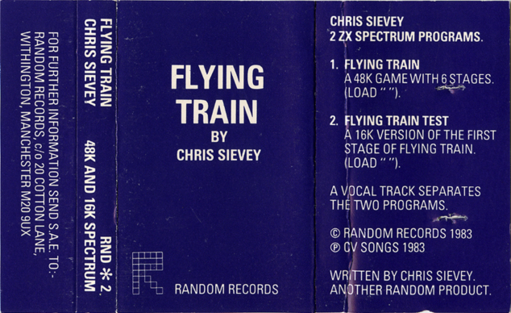 FOR FURTHER INFORMATION SEND S.A.E. TO:-
RANDOM RECORDS, c/o 20 COTTON LANE,
WITHINGTON, MANCHESTER M20 9UX
FLYING TRAIN 48K AND 16K SPECTRUM
CHRIS SIEVEY RND * 2.
FLYING
TRAIN
BY
CHRIS SIEVEY
RANDOM RECORDS
CHRIS SIEVEY
2 ZX SPECTRUM PROGRAMS.
1. FLYING TRAIN
A 48K GAME WITH 6 STAGES.
(LOAD " ").
2. FLYING TRAIN TEST
A 16K VERSION OF THE FIRST
STAGE OF FLYING TRAIN.
(LOAD " ").
A VOCAL TRACK SEPARATES
THE TWO PROGRAMS.
© RANDOM RECORDS 1983
℗ CV SONGS 1983
WRITTEN BY CHRIS SIEVEY.
ANOTHER RANDOM PRODUCT.